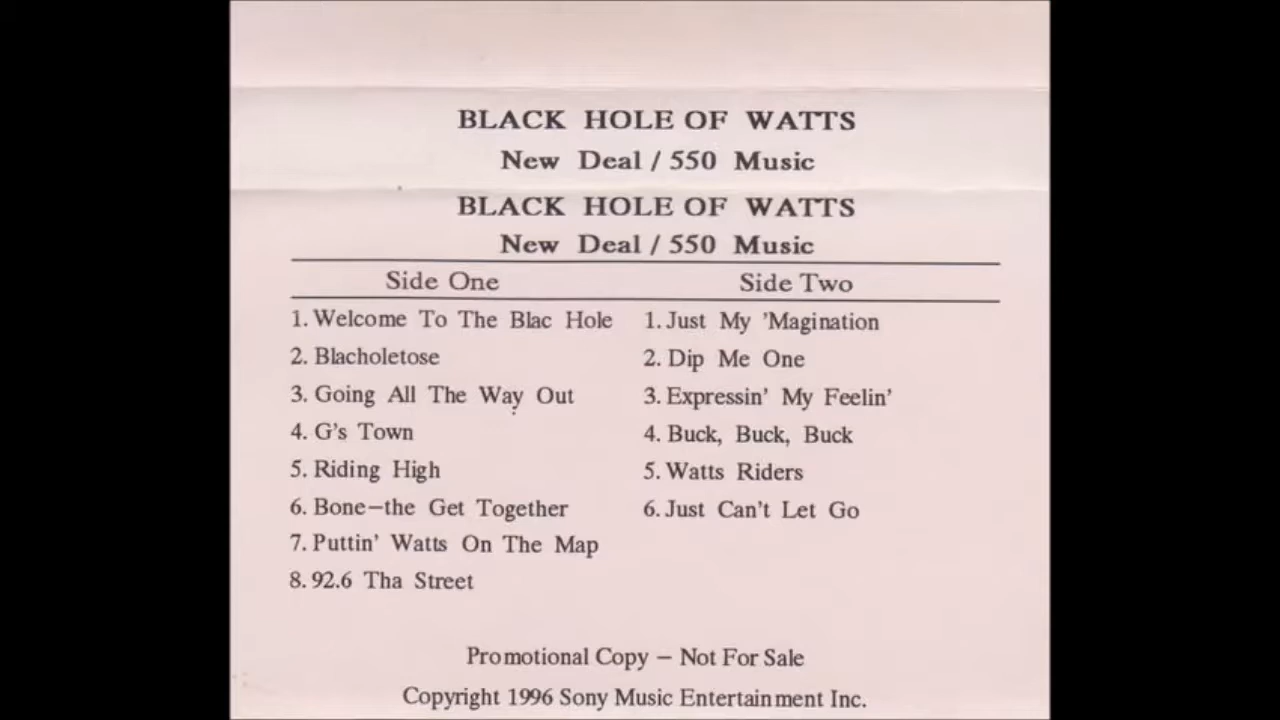 BLACK HOLE OF WATTS
New Deal / 550 Music
BLACK HOLE OF WATTS
New Deal / 550 Music
Side One
1. Welcome To The Blac Hole
2. Blacholetose
3. Going All The Way Out
4. G's Town
5. Riding High
6. Bone—the Get Together
7. Puttin' Watts On The Map
8. 92.6 Tha Street
Side Two
1. Just My 'Magination
2. Dip Me One
3. Expressin' My Feelin'
4. Buck, Buck, Buck
5. Watts Riders
6. Just Can't Let Go
Promotional Copy — Not For Sale
Copyright 1996 Sony Music Entertainment Inc.